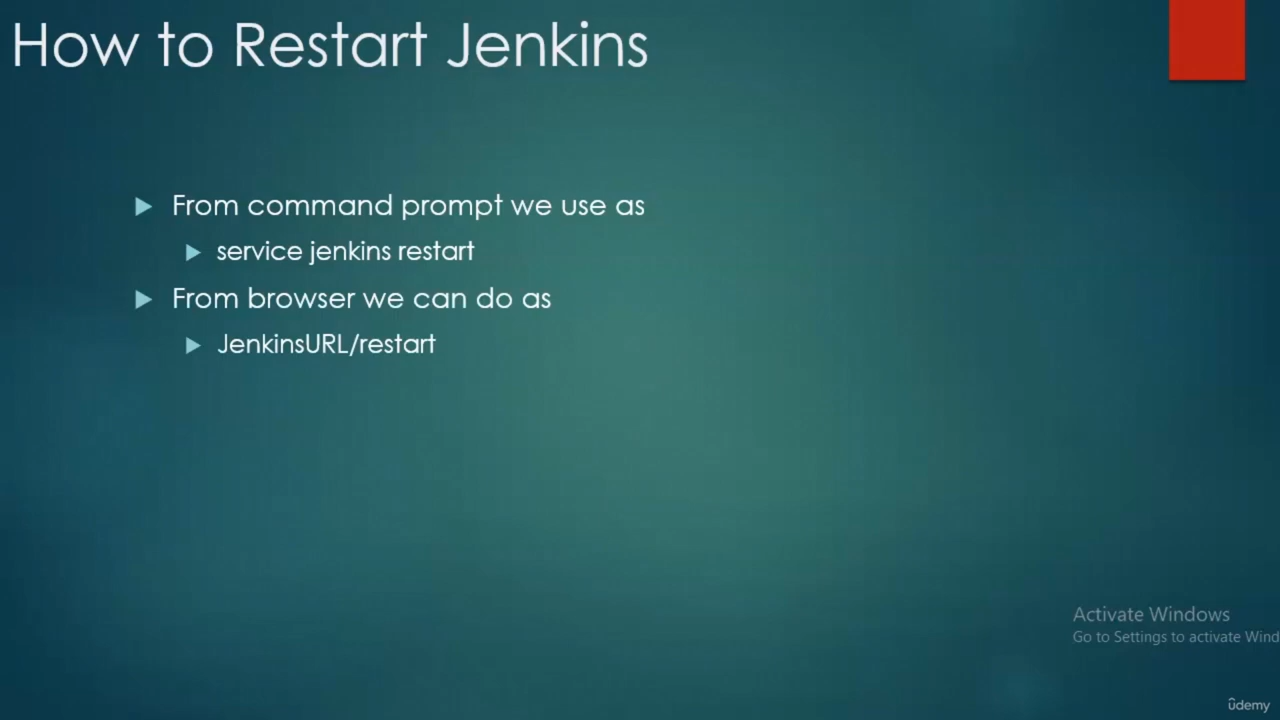 How to Restart Jenkins
From command prompt we use as
service jenkins restart
From browser we can do as
JenkinsURL/restart
Activate Windows
Go to Settings to activate Wind
ûdemy